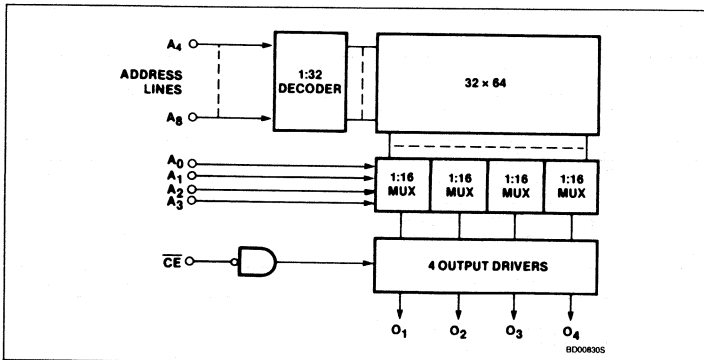 A4
ADDRESS
LINES
A8
1:32
DECODER
32 × 64
A0
A1
A2
A3
1:16
MUX
1:16
MUX
1:16
MUX
1:16
MUX
CE
4 OUTPUT DRIVERS
O1
O2
O3
O4
BD00830S